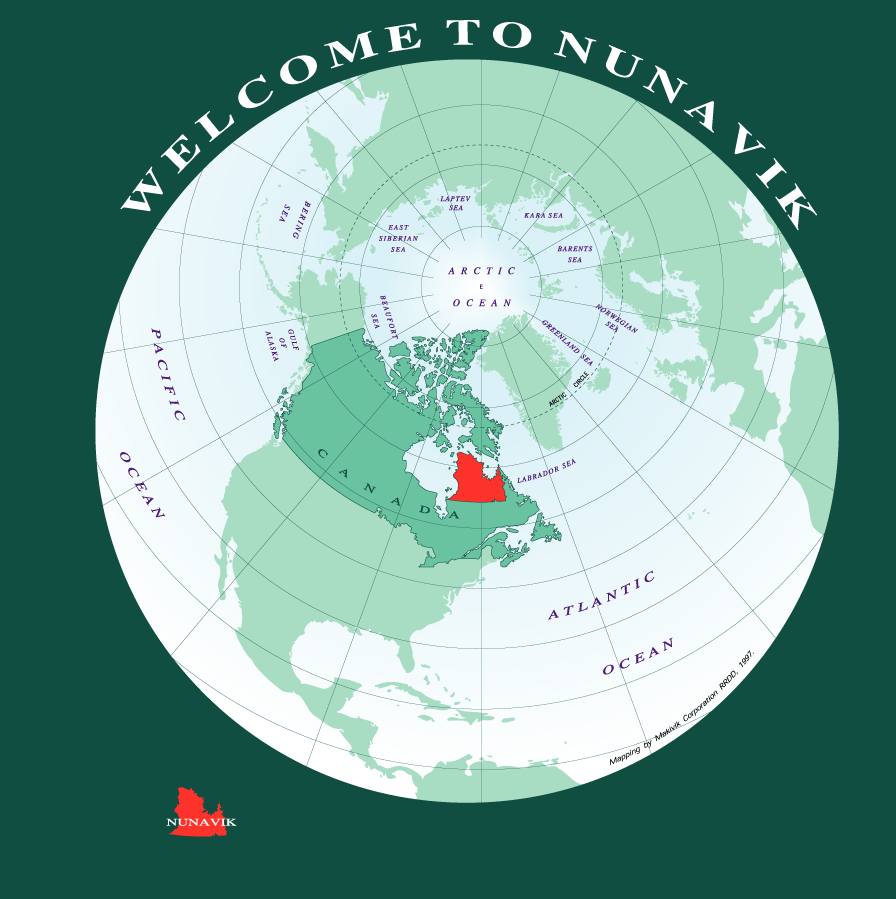 WELCOME TO NUNAVIK
LAPTEV
SEA
KARA SEA
BERING
SEA
EAST
SIBERIAN
SEA
BARENTS
SEA
ARCTIC
E
OCEAN
BEAUFORT
SEA
NORWEGIAN
SEA
GREENLAND SEA
GULF
OF
ALASKA
ARCTIC CIRCLE
PACIFIC
OCEAN
CANADA
LABRADOR SEA
ATLANTIC
OCEAN
Mapping by Makivik Corporation RRDD, 1997.
NUNAVIK